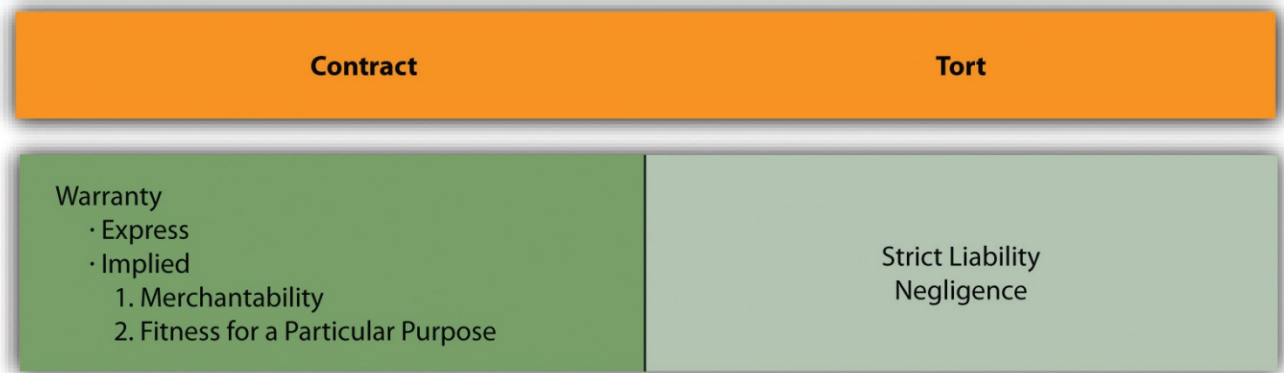 Contract
Tort
Warranty
· Express
· Implied
1. Merchantability
2. Fitness for a Particular Purpose
Strict Liability
Negligence